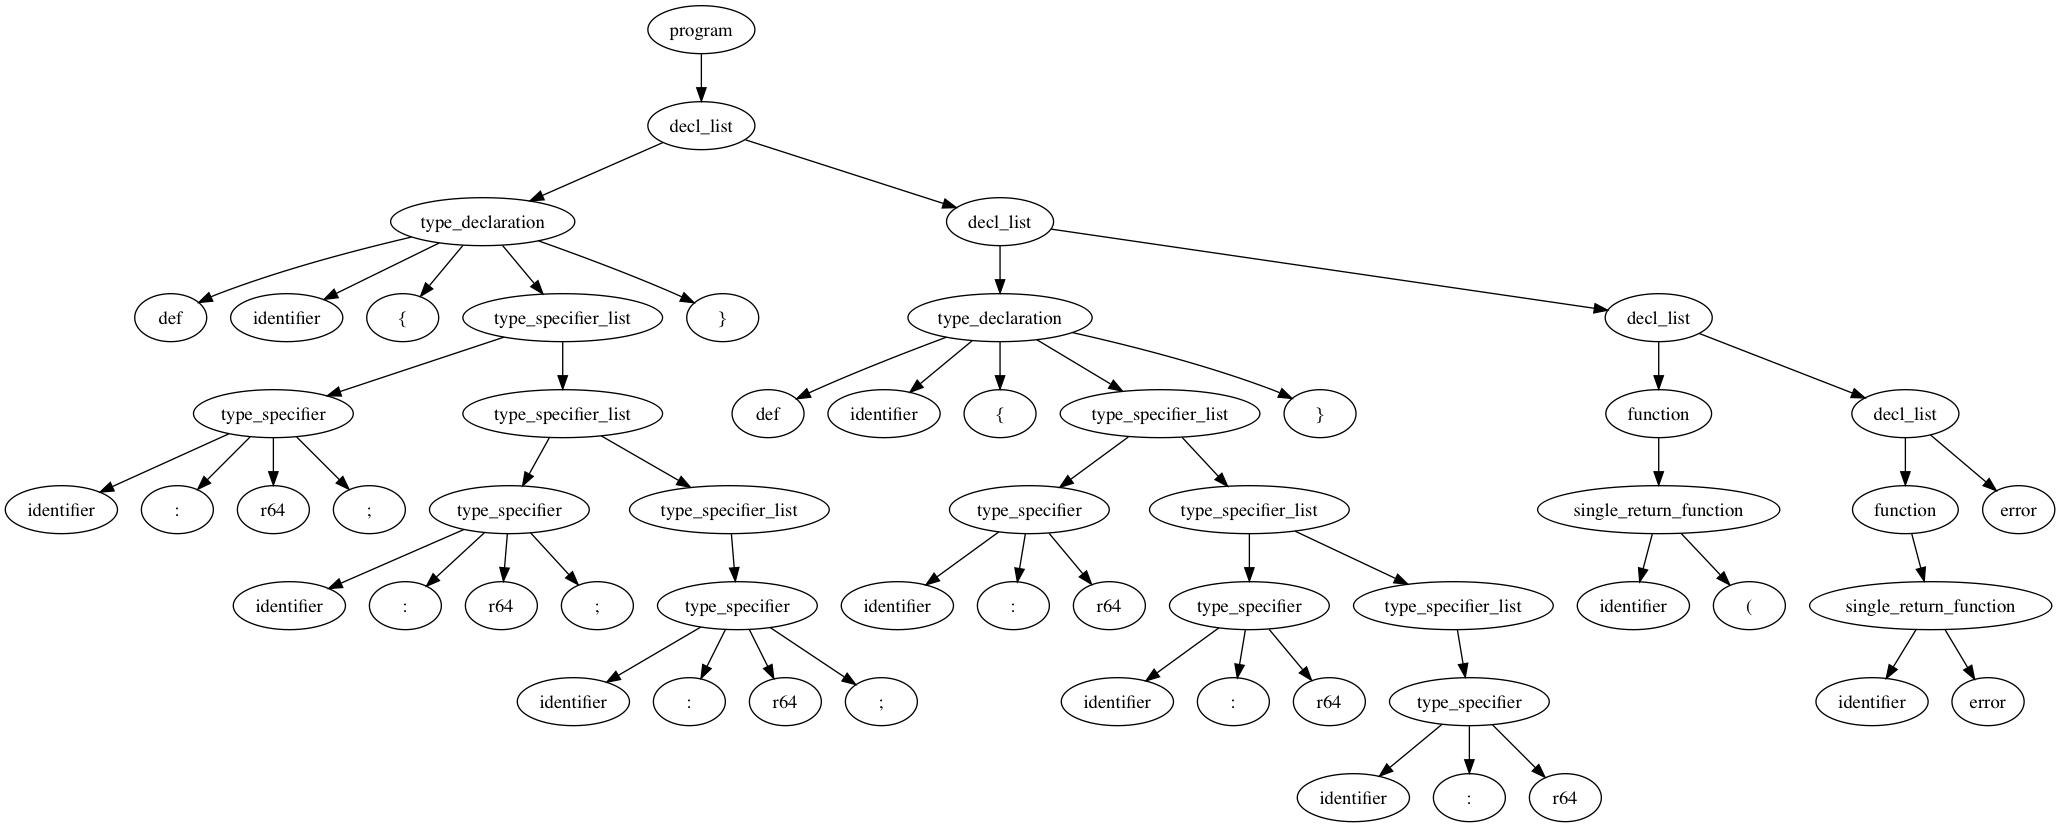 program
decl_list
type_declaration decl_list
def identifier { type_specifier_list } type_declaration decl_list
type_specifier type_specifier_list def identifier { type_specifier_list } function decl_list
identifier : r64 ; type_specifier type_specifier_list type_specifier type_specifier_list single_return_function function error
identifier : r64 ; type_specifier identifier : r64 type_specifier type_specifier_list identifier ( single_return_function
identifier : r64 ; identifier : r64 type_specifier identifier error
identifier : r64